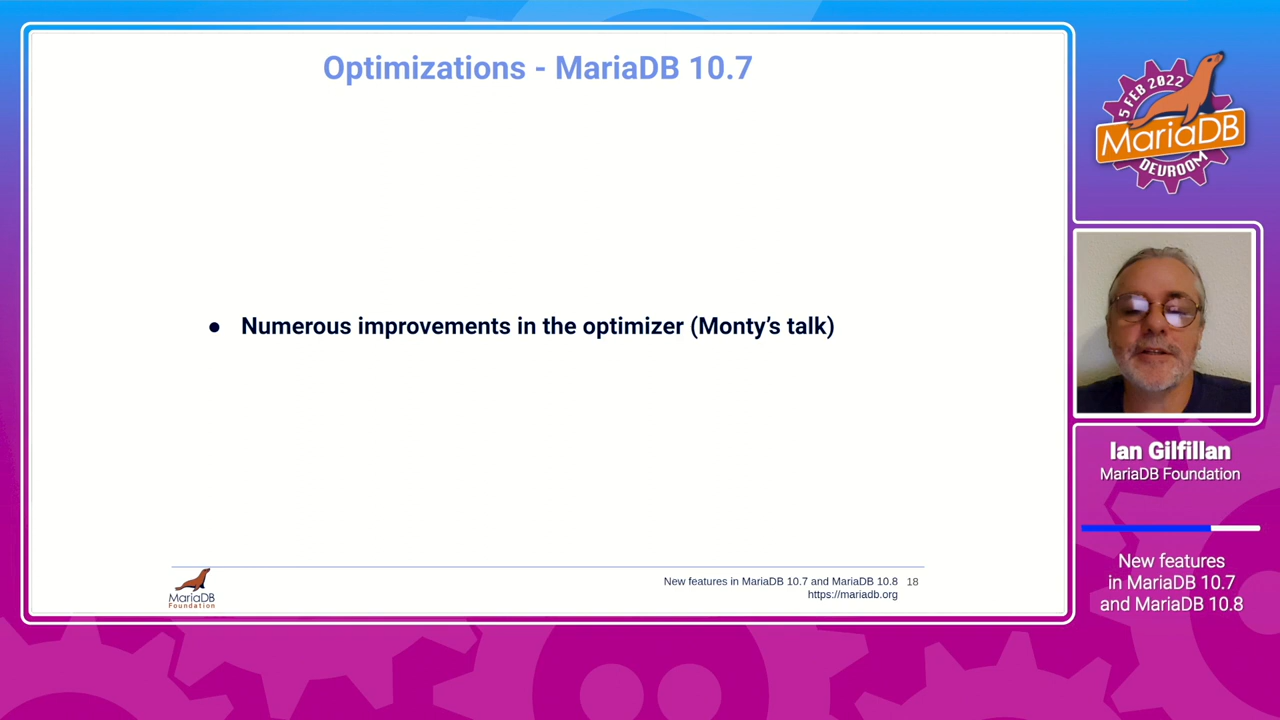 Optimizations - MariaDB 10.7
● Numerous improvements in the optimizer (Monty’s talk)
MariaDB
Foundation
New features in MariaDB 10.7 and MariaDB 10.8 18
https://mariadb.org
5 FEB 2022
MariaDB
DEVROOM
Ian Gilfillan
MariaDB Foundation
New features
in MariaDB 10.7
and MariaDB 10.8